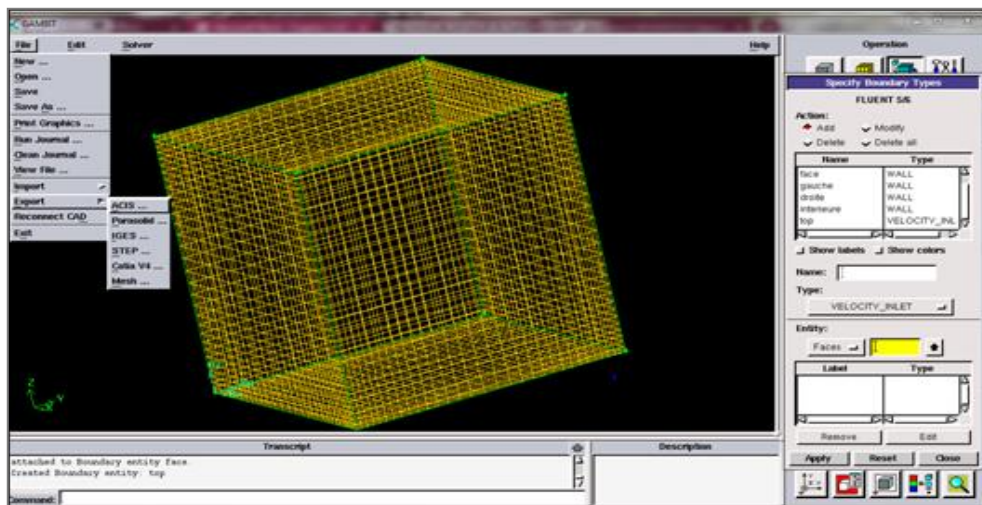 GAMBIT
File Edit Solver Help
New ...
Open ...
Save
Save As ...
Print Graphics ...
Run Journal ...
Clean Journal ...
View File ...
Import
Export
Reconnect CAD
Exit
ACIS ...
Parasolid ...
IGES ...
STEP ...
Catia V4 ...
Mesh ...
Operation
Specify Boundary Types
FLUENT 5/6
Action:
Add Modify
Delete Delete all
Name Type
face WALL
gauche WALL
droite WALL
interieure WALL
top VELOCITY_INL
Show labels Show colors
Name:
Type:
VELOCITY_INLET
Entity:
Faces
Label Type
Remove Edit
Apply Reset Close
Transcript
attached to Boundary entity face
Created Boundary entity: top
Command:
Description